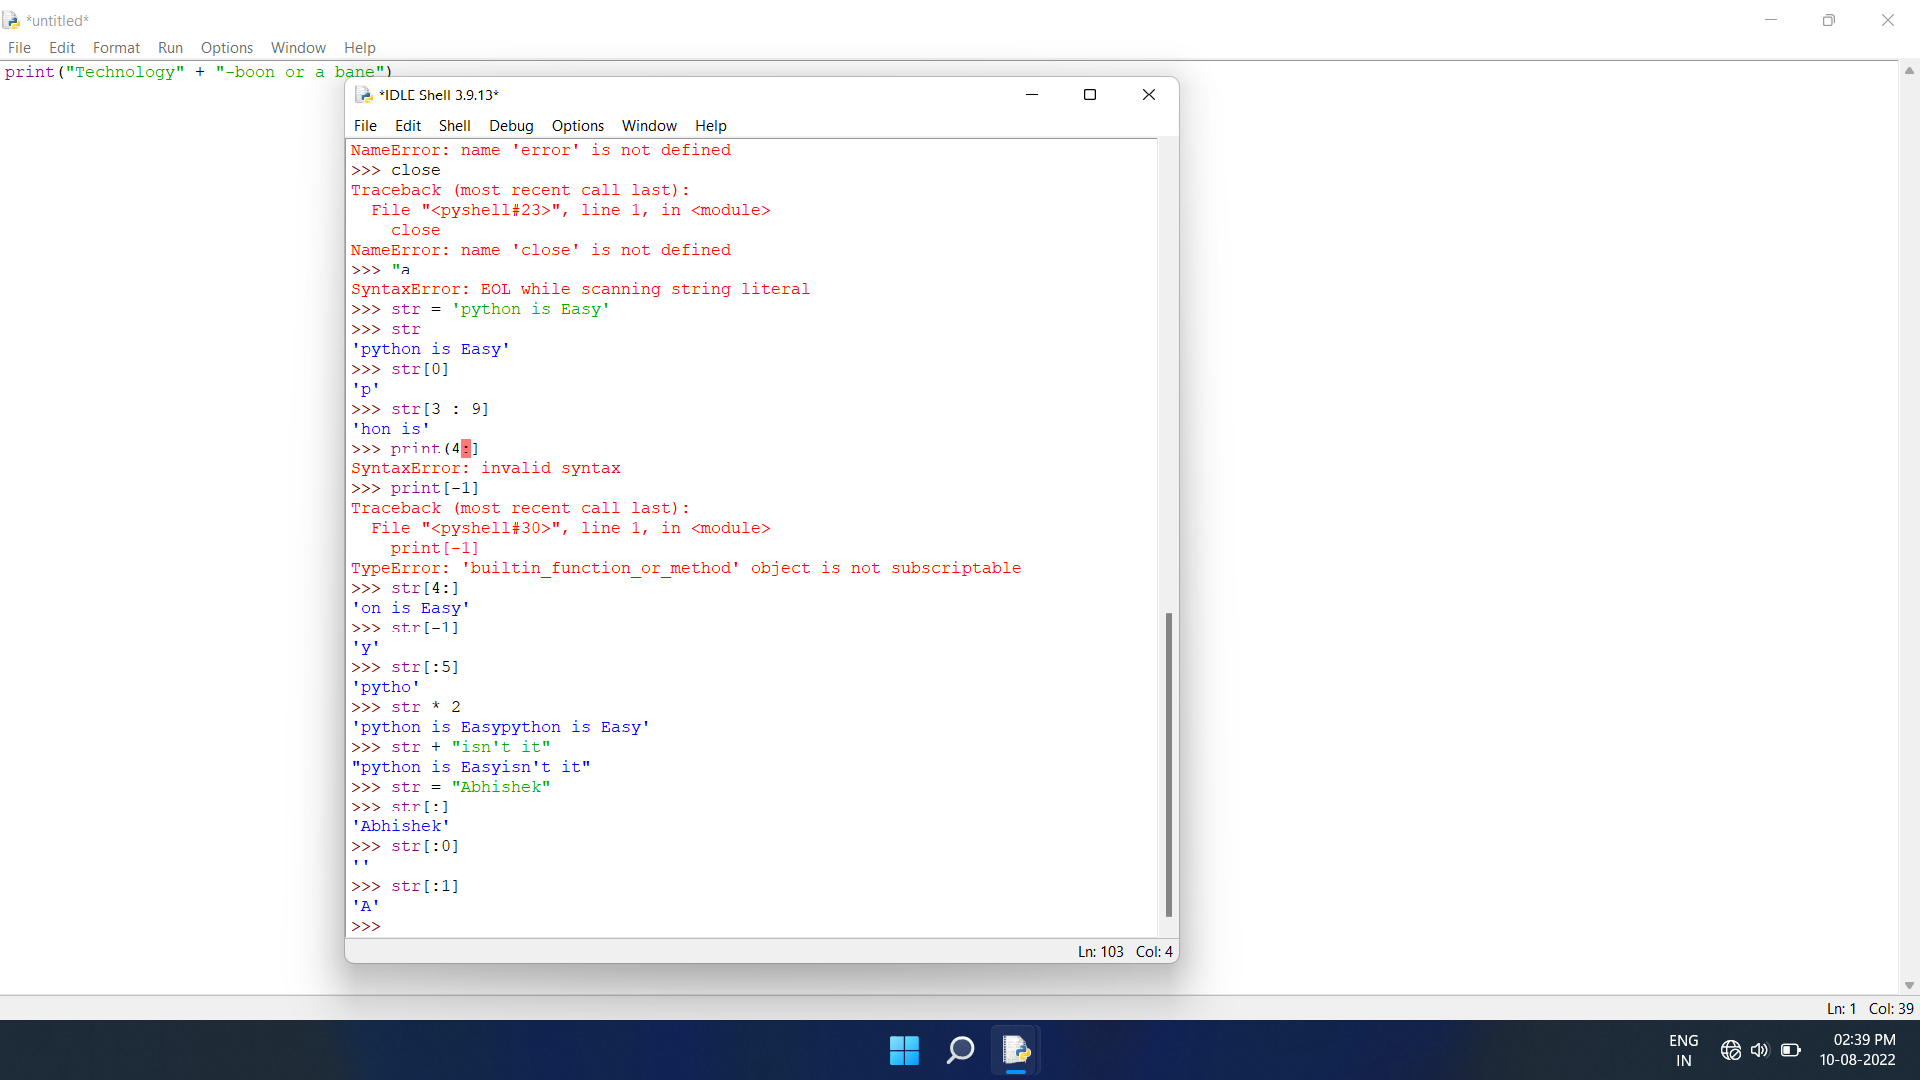 *untitled*
File Edit Format Run Options Window Help
print("Technology" + "-boon or a bane")
*IDLE Shell 3.9.13*
File Edit Shell Debug Options Window Help
NameError: name 'error' is not defined
>>> close
Traceback (most recent call last):
  File "<pyshell#23>", line 1, in <module>
    close
NameError: name 'close' is not defined
>>> "a
SyntaxError: EOL while scanning string literal
>>> str = 'python is Easy'
>>> str
'python is Easy'
>>> str[0]
'p'
>>> str[3 : 9]
'hon is'
>>> print(4:]
SyntaxError: invalid syntax
>>> print[-1]
Traceback (most recent call last):
  File "<pyshell#30>", line 1, in <module>
    print[-1]
TypeError: 'builtin_function_or_method' object is not subscriptable
>>> str[4:]
'on is Easy'
>>> str[-1]
'y'
>>> str[:5]
'pytho'
>>> str * 2
'python is Easypython is Easy'
>>> str + "isn't it"
"python is Easyisn't it"
>>> str = "Abhishek"
>>> str[:]
'Abhishek'
>>> str[:0]
''
>>> str[:1]
'A'
>>>
Ln: 103 Col: 4
Ln: 1 Col: 39
ENG
IN
02:39 PM
10-08-2022